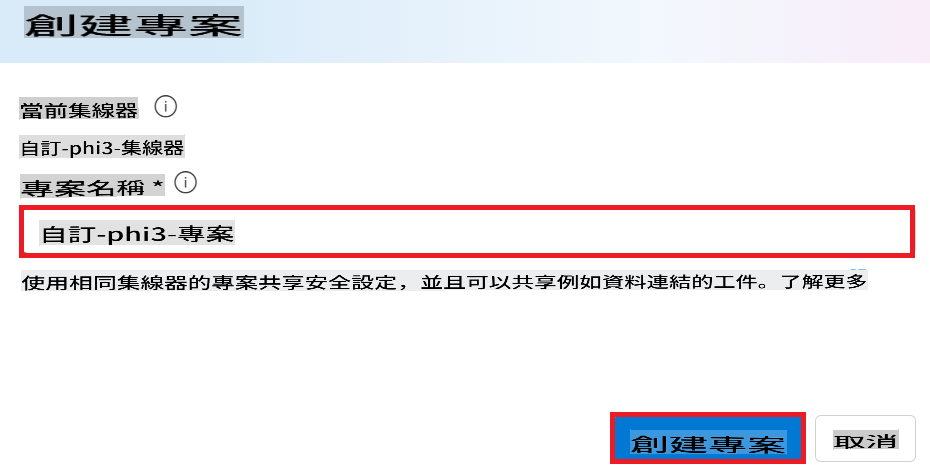 創建專案
當前集線器
自訂-phi3-集線器
專案名稱 *
自訂-phi3-專案
使用相同集線器的專案共享安全設定，並且可以共享例如資料連結的工件。了解更多
創建專案 取消